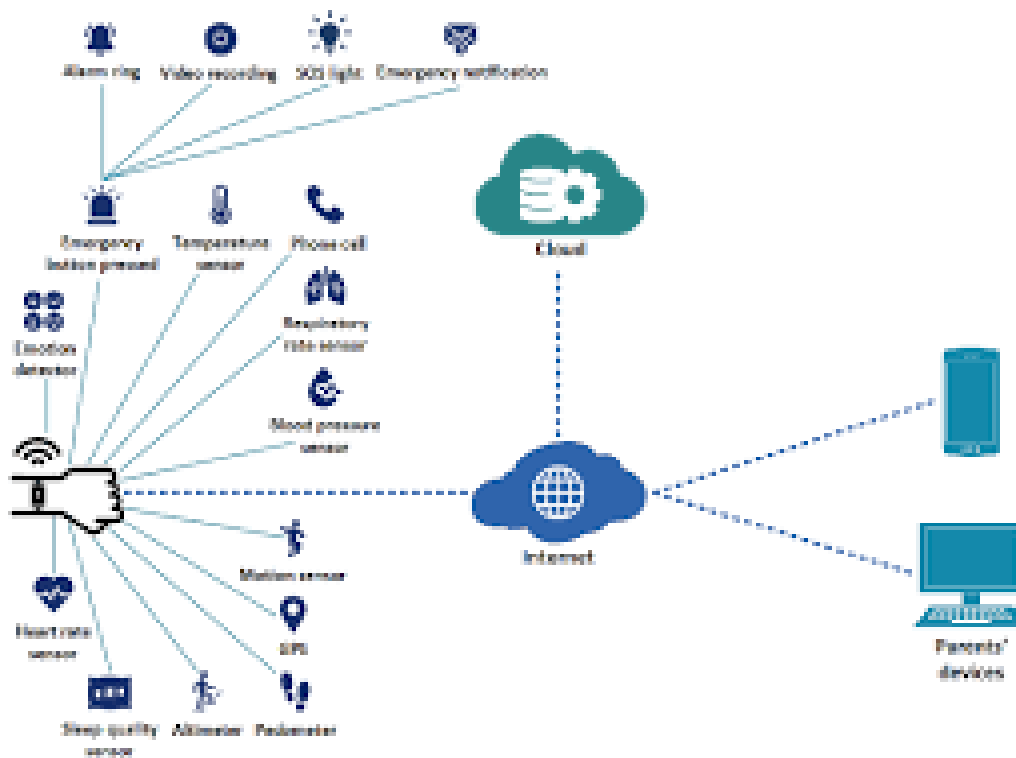 Alarm ring
Video recording
SOS light
Emergency notification
Emergency
button pressed
Temperature
sensor
Phone call
Cloud
Respiratory
rate sensor
Emotion
detector
Blood pressure
sensor
Internet
Motion sensor
Heart rate
sensor
GPS
Parents'
devices
Sleep quality
sensor
Altimeter
Pedometer